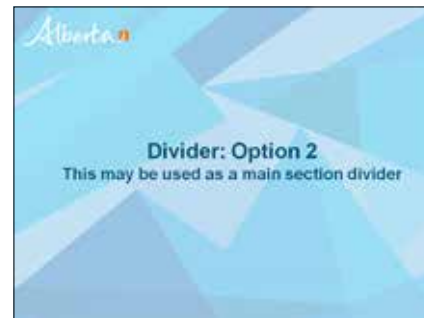 Alberta
Divider: Option 2
This may be used as a main section divider